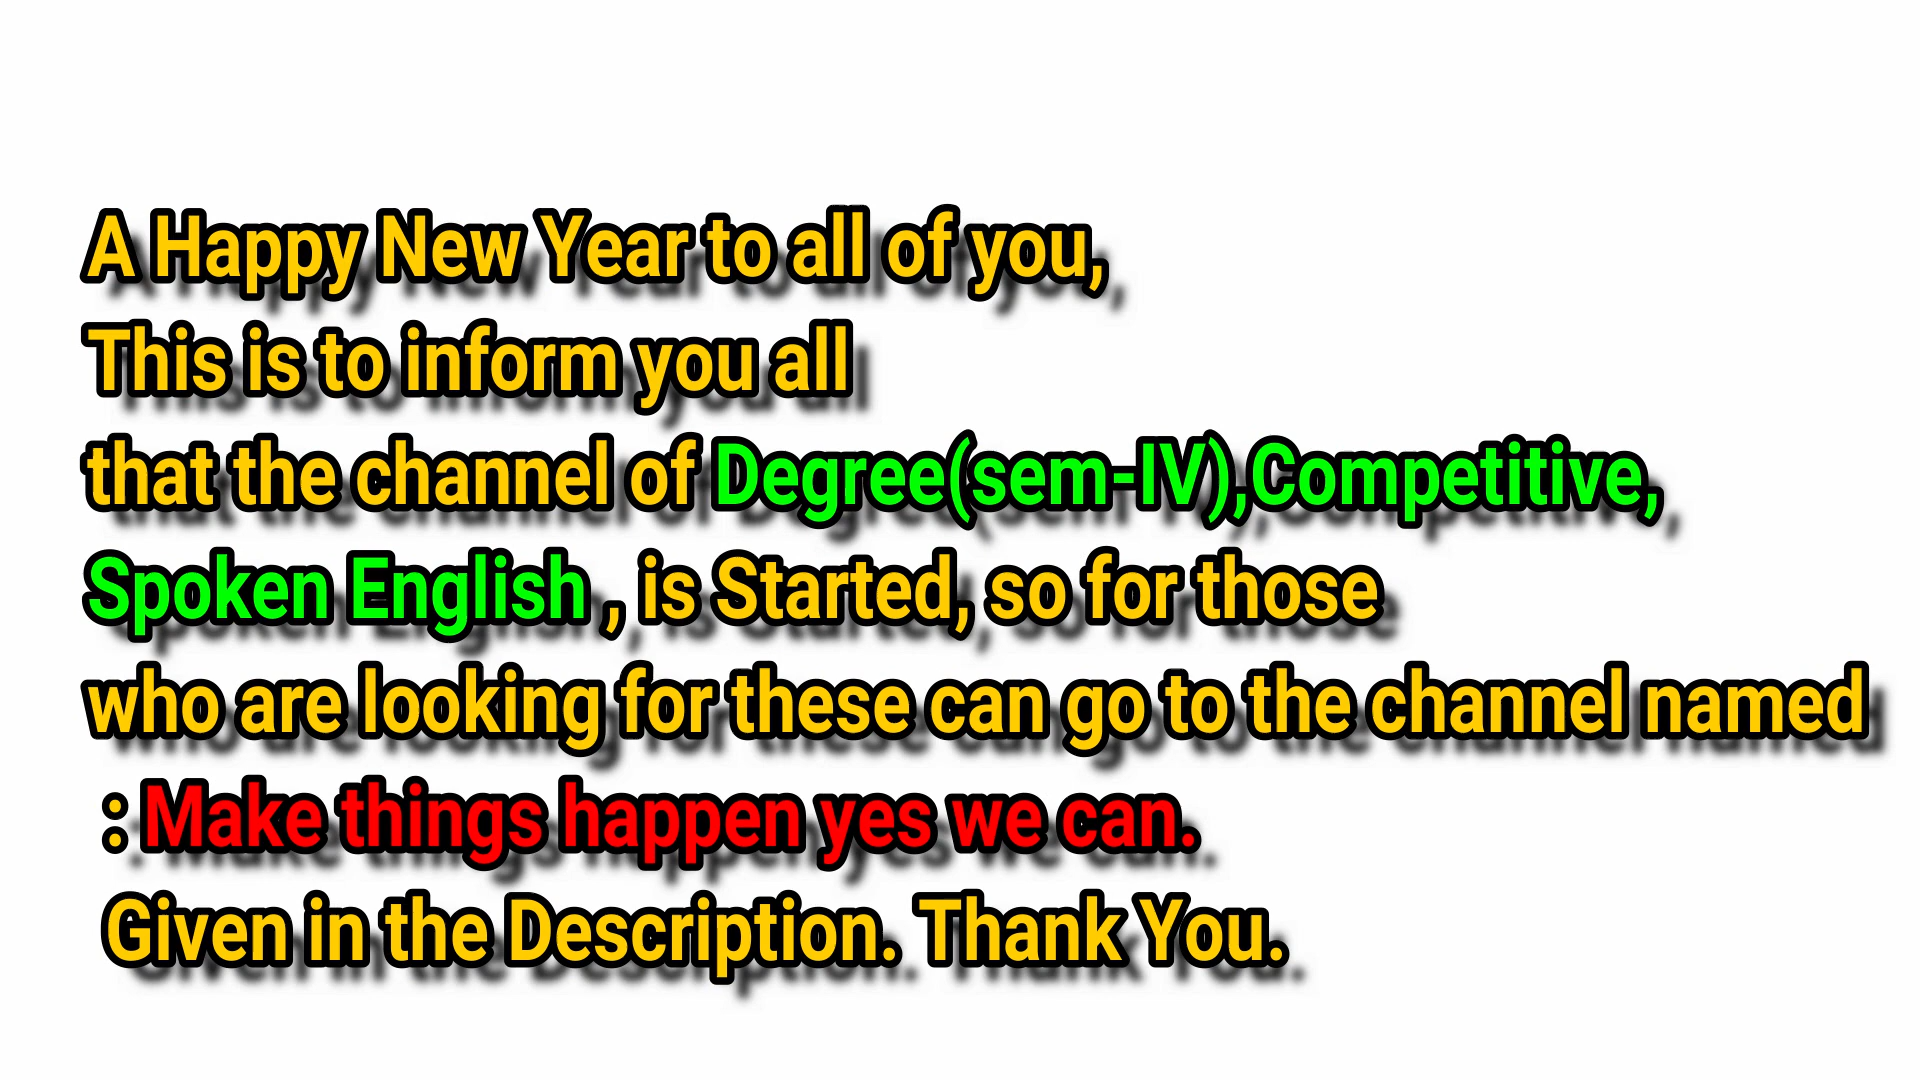 A Happy New Year to all of you,
This is to inform you all
that the channel of Degree(sem-IV),Competitive,
Spoken English , is Started, so for those
who are looking for these can go to the channel named
: Make things happen yes we can.
Given in the Description. Thank You.